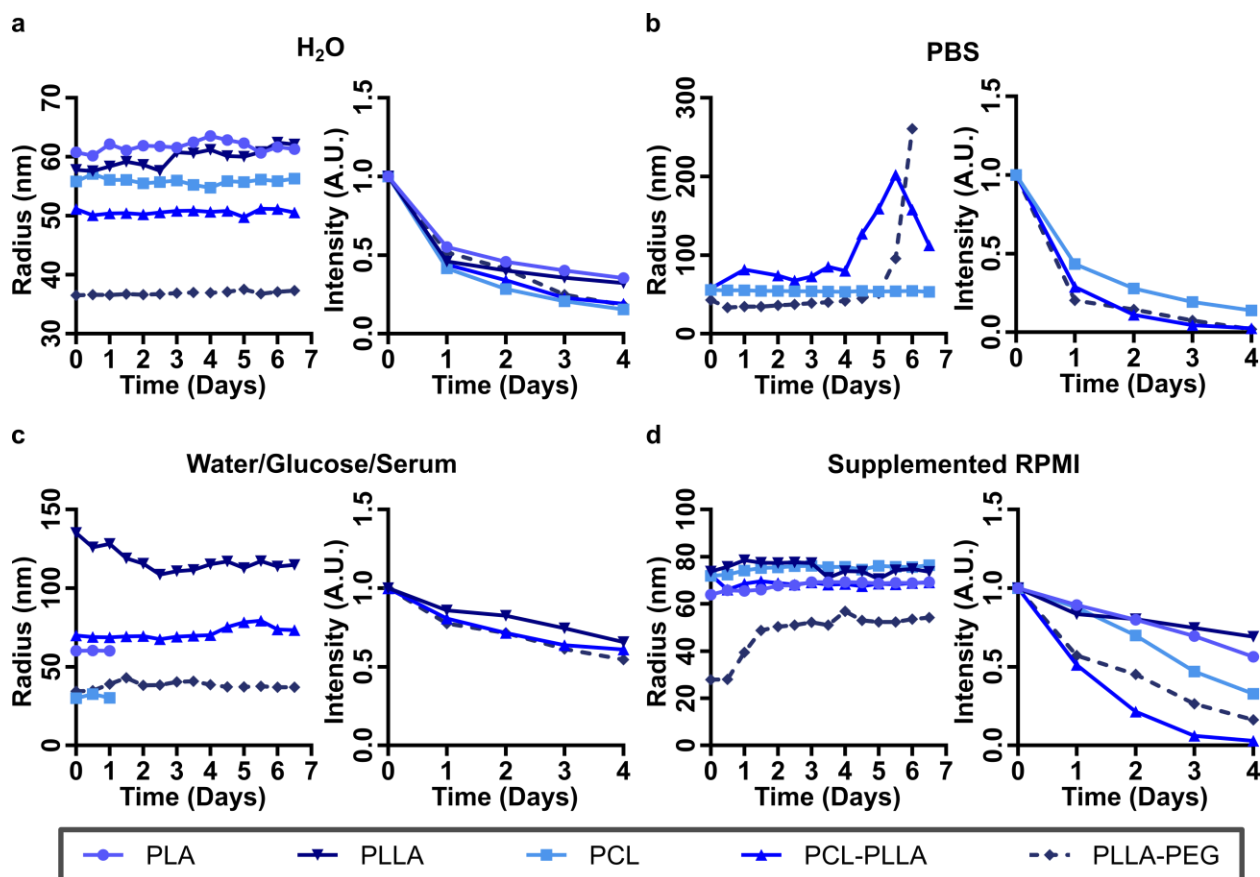 a
H₂O
Radius (nm)
70
60
50
40
30
0 1 2 3 4 5 6 7
Time (Days)
Intensity (A.U.)
1.5
1.0
0.5
0.0
0 1 2 3 4
Time (Days)
b
PBS
Radius (nm)
300
200
100
0
0 1 2 3 4 5 6 7
Time (Days)
Intensity (A.U.)
1.5
1.0
0.5
0.0
0 1 2 3 4
Time (Days)
c
Water/Glucose/Serum
Radius (nm)
150
100
50
0
0 1 2 3 4 5 6 7
Time (Days)
Intensity (A.U.)
1.5
1.0
0.5
0.0
0 1 2 3 4
Time (Days)
d
Supplemented RPMI
Radius (nm)
100
80
60
40
20
0
0 1 2 3 4 5 6 7
Time (Days)
Intensity (A.U.)
1.5
1.0
0.5
0.0
0 1 2 3 4
Time (Days)
PLA PLLA PCL PCL-PLLA PLLA-PEG